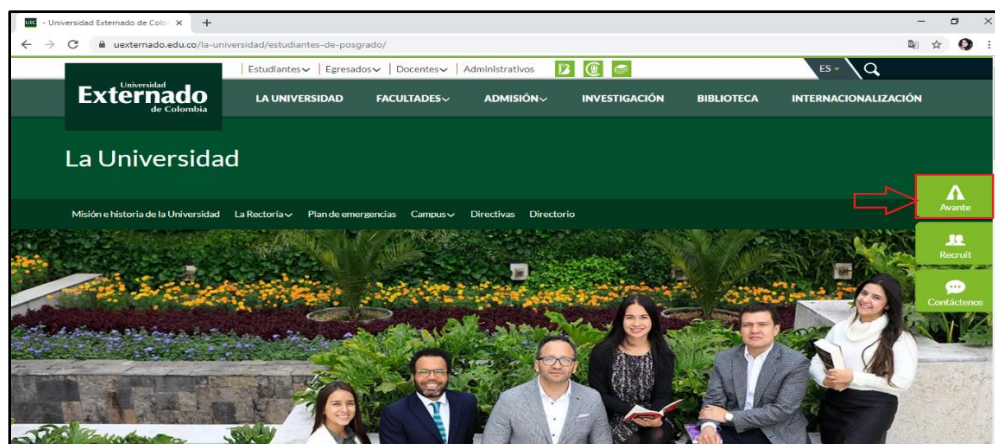 UEC - Universidad Externado de Colo
uexternado.edu.co/la-universidad/estudiantes-de-posgrado/
Estudiantes Egresados Docentes Administrativos ES
Universidad
Externado
de Colombia
LA UNIVERSIDAD FACULTADES ADMISIÓN INVESTIGACIÓN BIBLIOTECA INTERNACIONALIZACIÓN
La Universidad
Avante
Misión e historia de la Universidad La Rectoría Plan de emergencias Campus Directivas Directorio
Recruit
Contáctenos